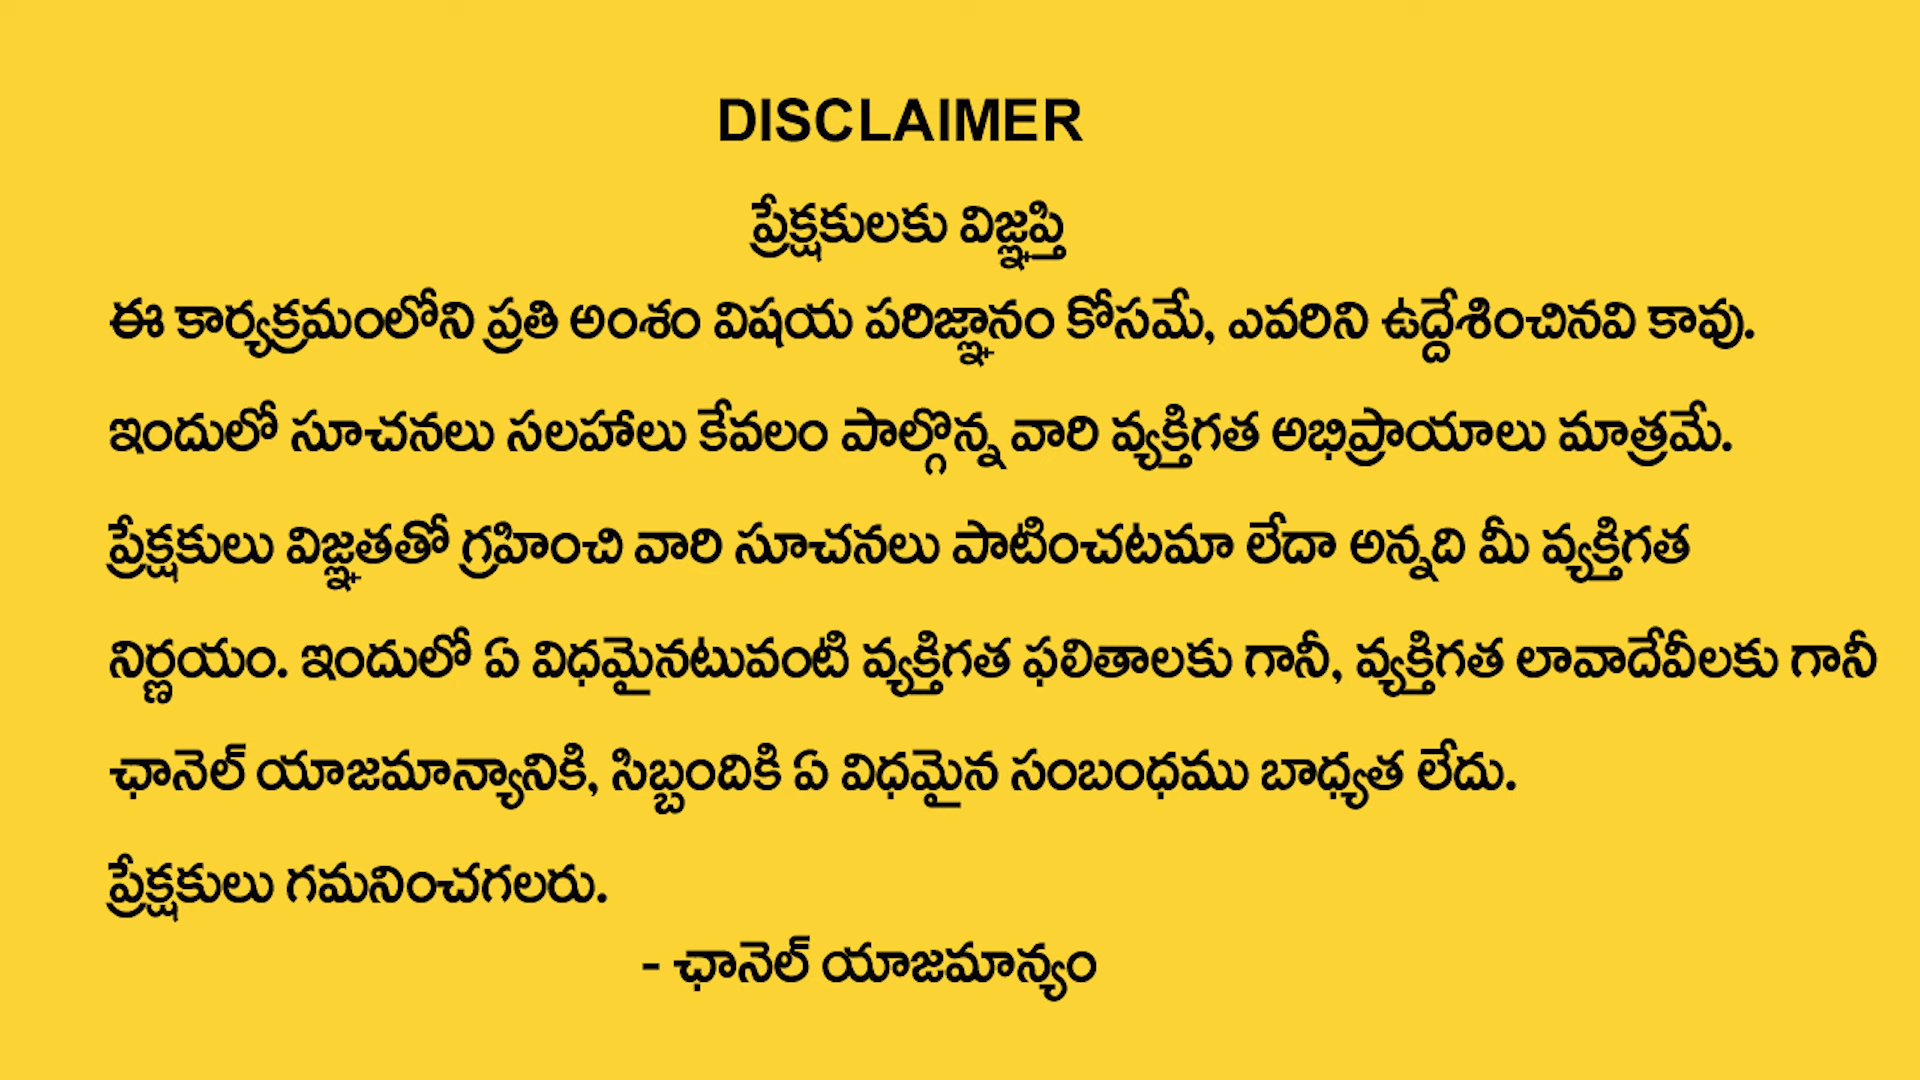 DISCLAIMER
ప్రేక్షకులకు విజ్ఞప్తి
ఈ కార్యక్రమంలోని ప్రతి అంశం విషయ పరిజ్ఞానం కోసమే, ఎవరిని ఉద్దేశించినవి కావు.
ఇందులో సూచనలు సలహాలు కేవలం పాల్గొన్న వారి వ్యక్తిగత అభిప్రాయాలు మాత్రమే.
ప్రేక్షకులు విజ్ఞతతో గ్రహించి వారి సూచనలు పాటించటమా లేదా అన్నది మీ వ్యక్తిగత
నిర్ణయం. ఇందులో ఏ విధమైనటువంటి వ్యక్తిగత ఫలితాలకు గానీ, వ్యక్తిగత లావాదేవీలకు గానీ
ఛానెల్ యాజమాన్యానికి, సిబ్బందికి ఏ విధమైన సంబంధము బాధ్యత లేదు.
ప్రేక్షకులు గమనించగలరు.
- ఛానెల్ యాజమాన్యం